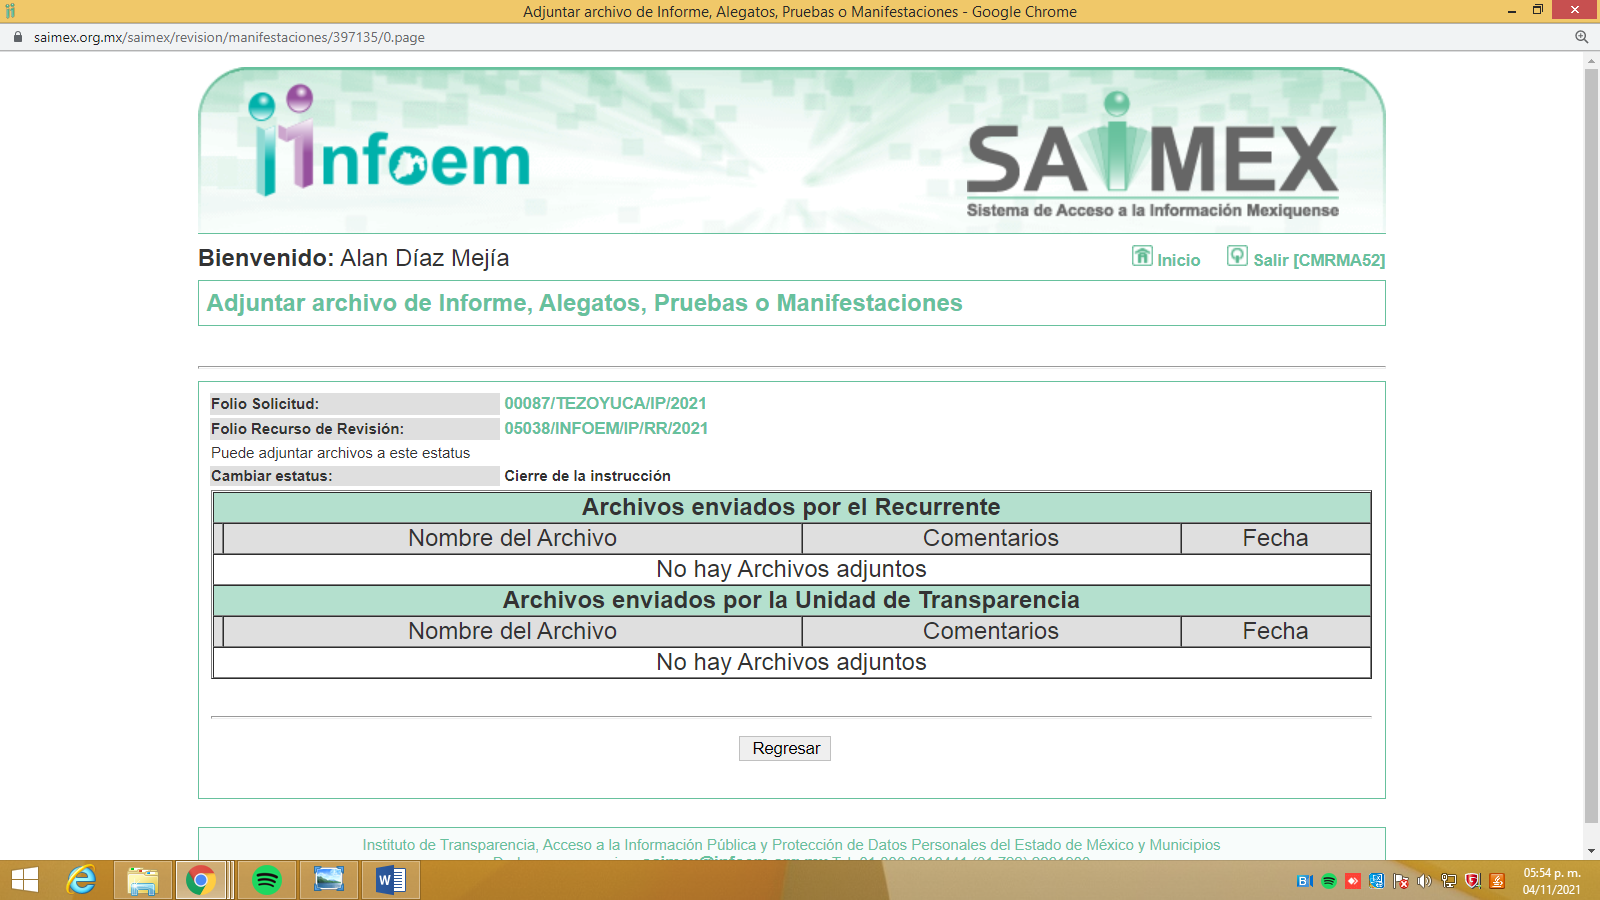 Adjuntar archivo de Informe, Alegatos, Pruebas o Manifestaciones - Google Chrome
saimex.org.mx/saimex/revision/manifestaciones/397135/0.page
infoem
SAiMEX
Sistema de Acceso a la Información Mexiquense
Bienvenido: Alan Díaz Mejía
Inicio
Salir [CMRMA52]
Adjuntar archivo de Informe, Alegatos, Pruebas o Manifestaciones
Folio Solicitud: 00087/TEZOYUCA/IP/2021
Folio Recurso de Revisión: 05038/INFOEM/IP/RR/2021
Puede adjuntar archivos a este estatus
Cambiar estatus: Cierre de la instrucción
Archivos enviados por el Recurrente
Nombre del Archivo Comentarios Fecha
No hay Archivos adjuntos
Archivos enviados por la Unidad de Transparencia
Nombre del Archivo Comentarios Fecha
No hay Archivos adjuntos
Regresar
Instituto de Transparencia, Acceso a la Información Pública y Protección de Datos Personales del Estado de México y Municipios
05:54 p. m.
04/11/2021